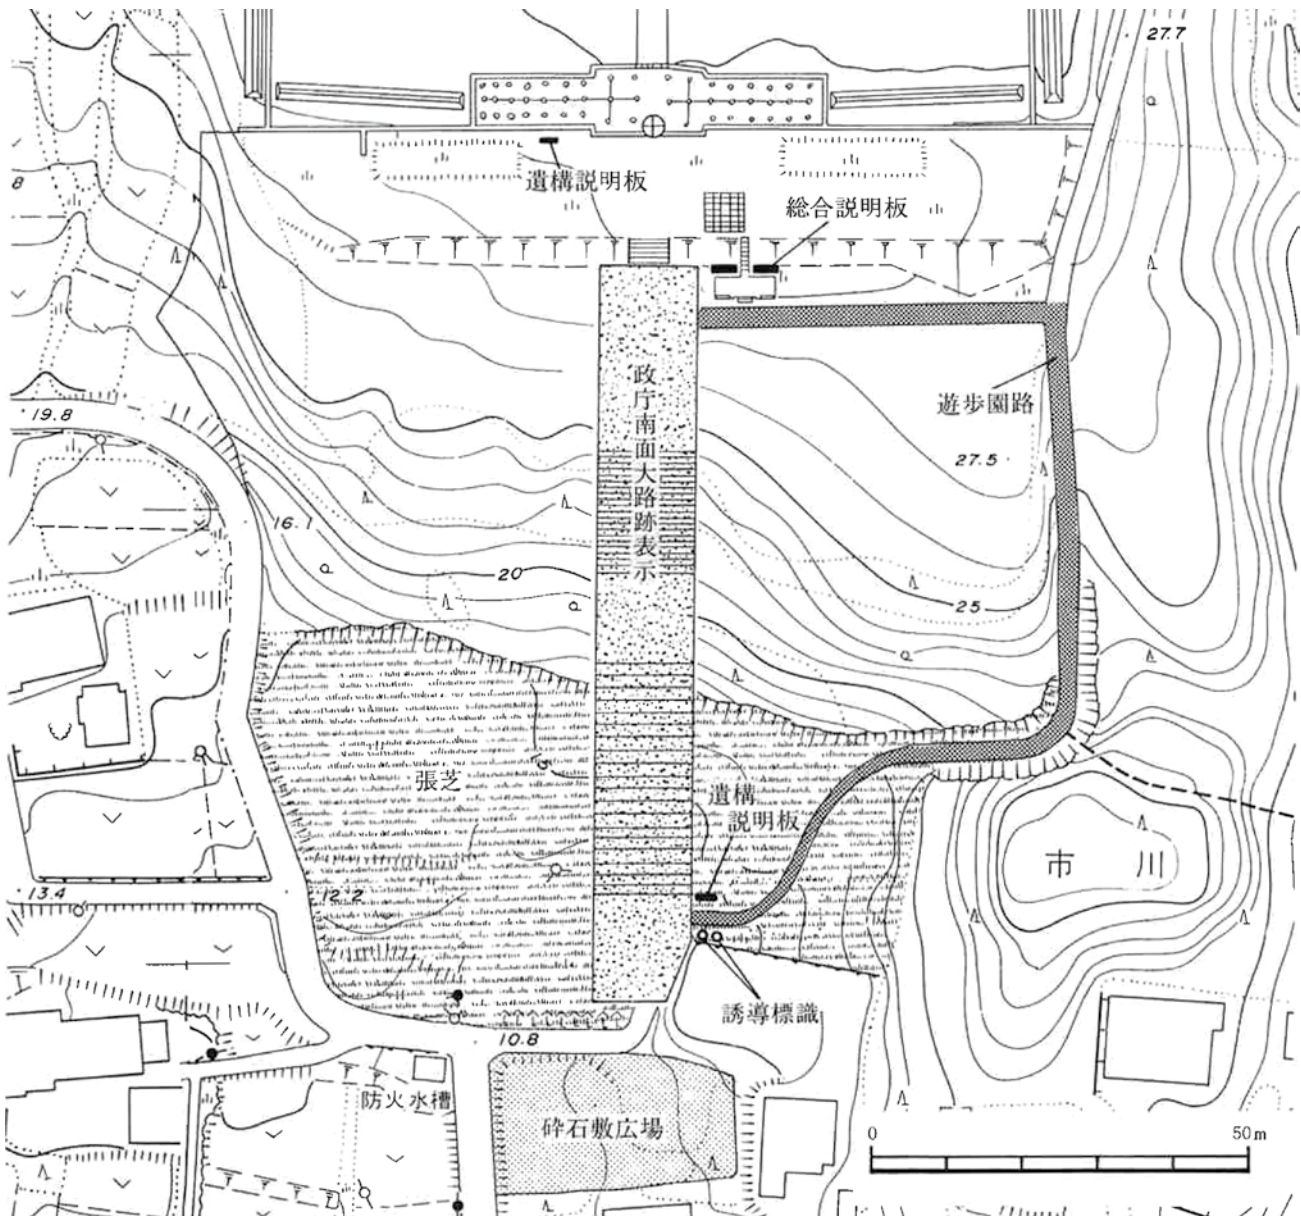 27.7
8
遺構説明板
総合説明板
政庁南面大路跡表示
遊歩園路
19.8
27.5
16.1
20
25
張芝
遺構
説明板
市川
13.4
12.2
誘導標識
10.8
防火水槽
砕石敷広場
0 50m